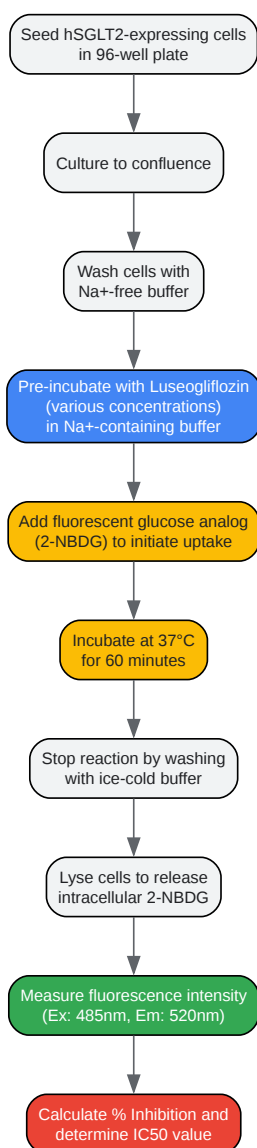 Seed hSGLT2-expressing cells
in 96-well plate
Culture to confluence
Wash cells with
Na+-free buffer
Pre-incubate with Luseogliflozin
(various concentrations)
in Na+-containing buffer
Add fluorescent glucose analog
(2-NBDG) to initiate uptake
Incubate at 37°C
for 60 minutes
Stop reaction by washing
with ice-cold buffer
Lyse cells to release
intracellular 2-NBDG
Measure fluorescence intensity
(Ex: 485nm, Em: 520nm)
Calculate % Inhibition and
determine IC50 value